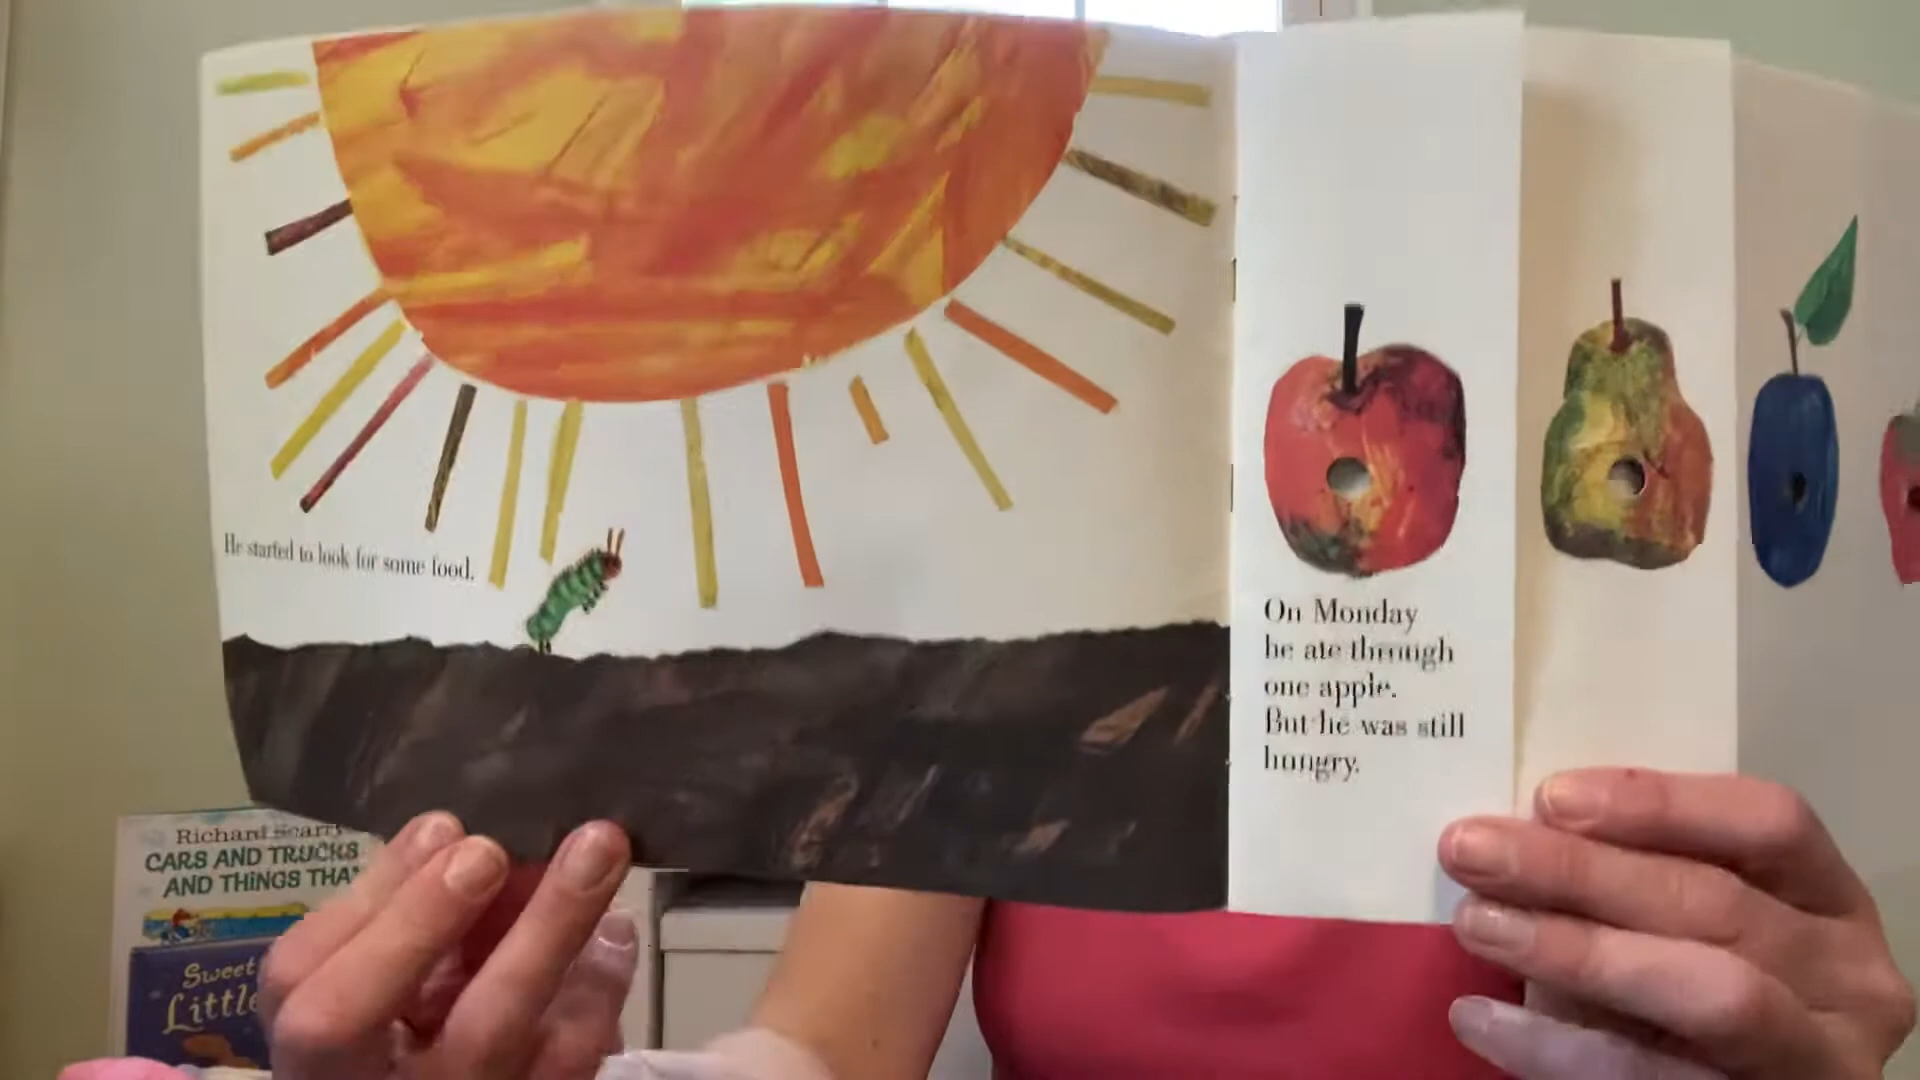 He started to look for some food.
On Monday
he ate through
one apple.
But he was still
hungry.
Richard Scarry
CARS AND TRUCKS
AND THINGS THA
Sweet
Little